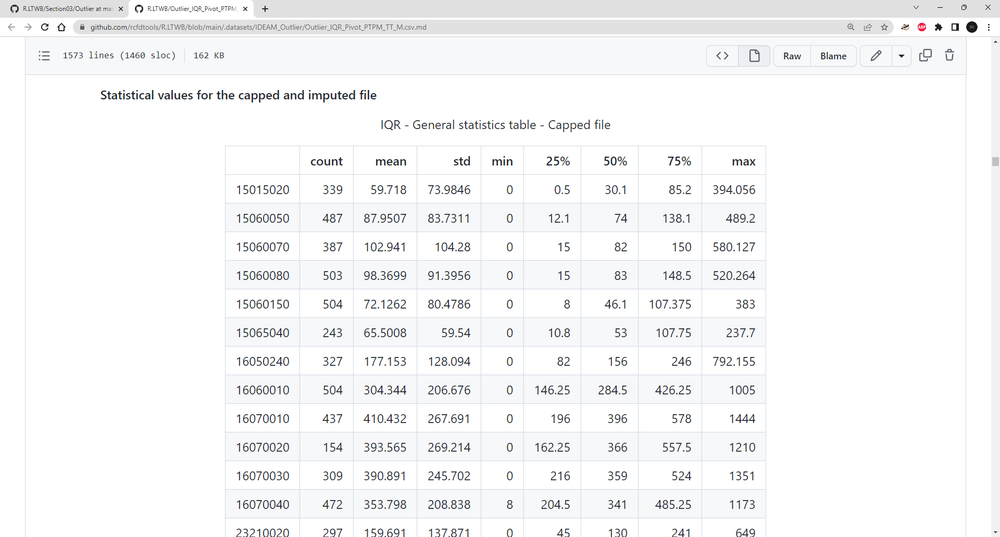 R.LTWB/Section03/Outlier at mai
R.LTWB/Outlier_IQR_Pivot_PTPM_
github.com/rcfdtools/R.LTWB/blob/main/.datasets/IDEAM_Outlier/Outlier_IQR_Pivot_PTPM_TT_M.csv.md
ABP
1573 lines (1460 sloc) 162 KB
Raw Blame
Statistical values for the capped and imputed file
IQR - General statistics table - Capped file
count mean std min 25% 50% 75% max
15015020 339 59.718 73.9846 0 0.5 30.1 85.2 394.056
15060050 487 87.9507 83.7311 0 12.1 74 138.1 489.2
15060070 387 102.941 104.28 0 15 82 150 580.127
15060080 503 98.3699 91.3956 0 15 83 148.5 520.264
15060150 504 72.1262 80.4786 0 8 46.1 107.375 383
15065040 243 65.5008 59.54 0 10.8 53 107.75 237.7
16050240 327 177.153 128.094 0 82 156 246 792.155
16060010 504 304.344 206.676 0 146.25 284.5 426.25 1005
16070010 437 410.432 267.691 0 196 396 578 1444
16070020 154 393.565 269.214 0 162.25 366 557.5 1210
16070030 309 390.891 245.702 0 216 359 524 1351
16070040 472 353.798 208.838 8 204.5 341 485.25 1173
23210020 297 159.691 137.871 0 45 130 241 649